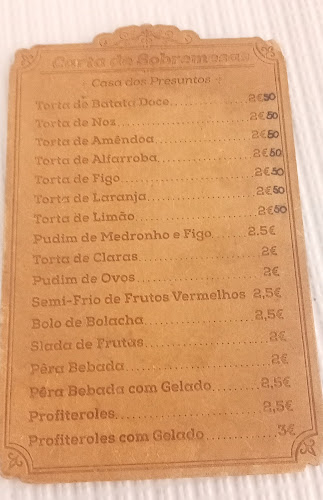 Carta de Sobremesas
Casa dos Presuntos
Torta de Batata Doce 2€50
Torta de Noz 2€50
Torta de Amêndoa 2€50
Torta de Alfarroba 2€50
Torta de Figo 2€50
Torta de Laranja 2€50
Torta de Limão 2€50
Pudim de Medronho e Figo 2.5€
Torta de Claras 2€
Pudim de Ovos 2€
Semi-Frio de Frutos Vermelhos 2,5€
Bolo de Bolacha 2,5€
Slada de Frutas 2€
Pêra Bebada 2€
Pêra Bebada com Gelado 2,5€
Profiteroles 2,5€
Profiteroles com Gelado 3€